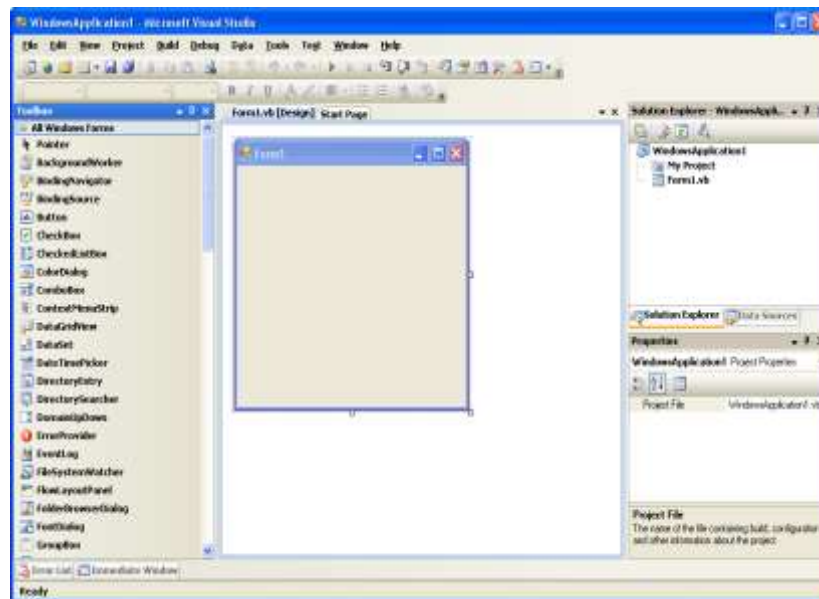 WindowsApplication1 - Microsoft Visual Studio
File Edit View Project Build Debug Data Tools Test Window Help
Toolbox
All Windows Forms
Pointer
BackgroundWorker
BindingNavigator
BindingSource
Button
CheckBox
CheckedListBox
ColorDialog
ComboBox
ContextMenuStrip
DataGridView
DataSet
DateTimePicker
DirectoryEntry
DirectorySearcher
DomainUpDown
ErrorProvider
EventLog
FileSystemWatcher
FlowLayoutPanel
FolderBrowserDialog
FontDialog
GroupBox
Form1.vb [Design] Start Page
Form1
Solution Explorer - WindowsAppli...
WindowsApplication1
My Project
Form1.vb
Solution Explorer Data Sources
Properties
WindowsApplication1 Project Properties
Project File WindowsApplication1.vb
Project File
The name of the file containing build, configuration
and other information about the project
Error List Immediate Window
Ready